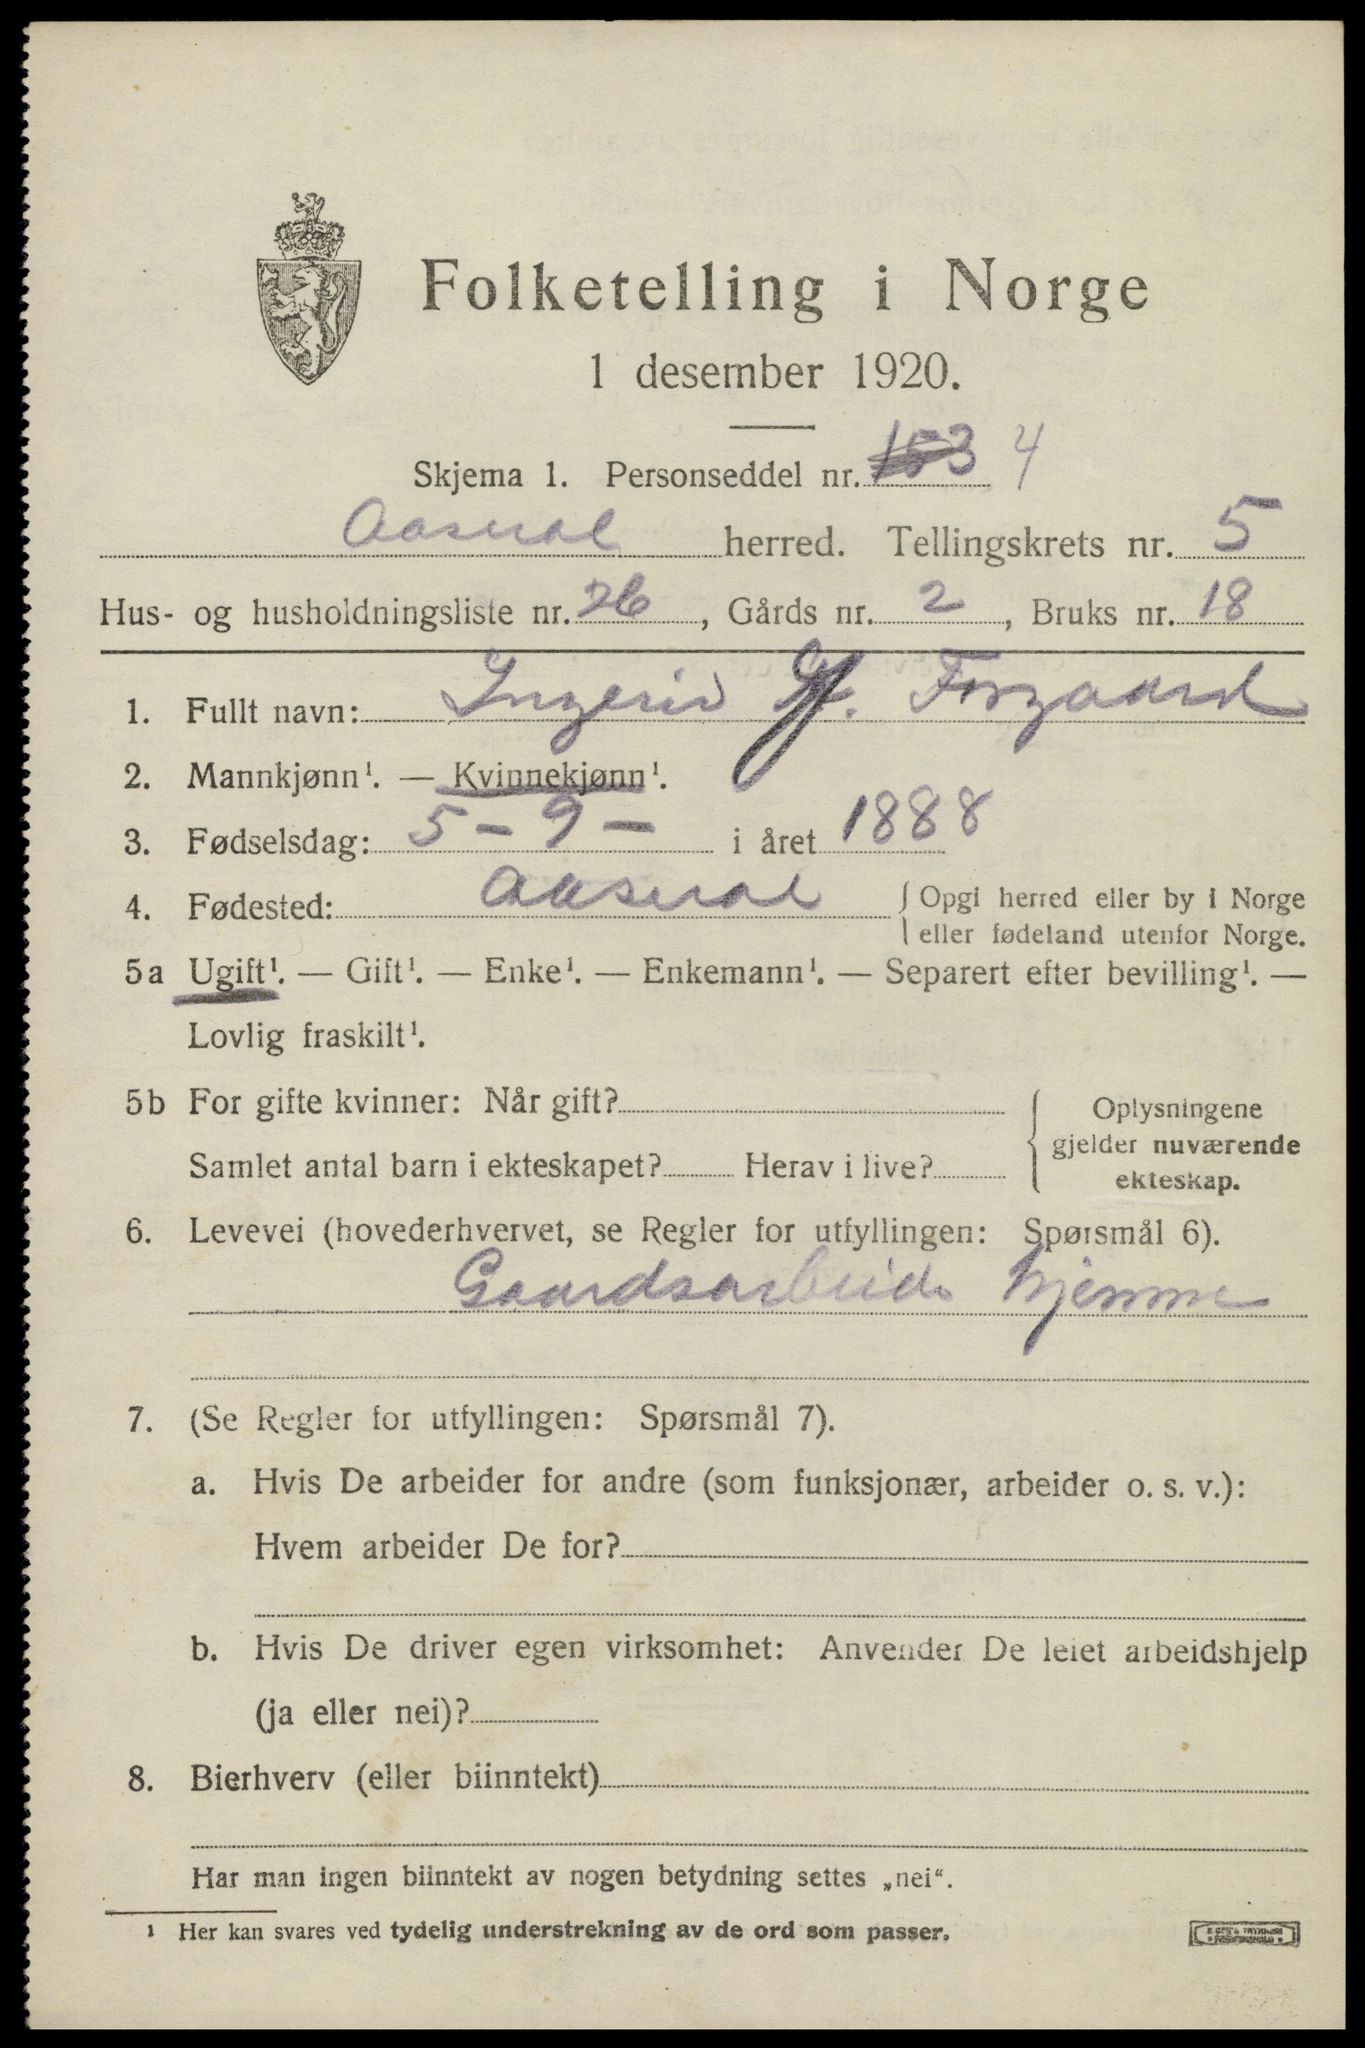 Folketelling i Norge
1 desember 1920.
Skjema 1. Personseddel nr. 153 4
Aaseral herred. Tellingskrets nr. 5
Hus- og husholdningsliste nr. 26, Gårds nr. 2, Bruks nr. 18
1. Fullt navn: Ingerid Forgaard
2. Mannkjønn¹. — Kvinnekjønn¹.
3. Fødselsdag: 5 - 9 - i året 1888
4. Fødested: Aaseral { Opgi herred eller by i Norge
eller fødeland utenfor Norge.
5a Ugift¹. — Gift¹. — Enke¹. — Enkemann¹. — Separert efter bevilling¹. —
Lovlig fraskilt¹.
5b For gifte kvinner: Når gift? { Oplysningene
gjelder nuværende
Samlet antal barn i ekteskapet? Herav i live? ekteskap.
6. Levevei (hovederhvervet, se Regler for utfyllingen: Spørsmål 6).
Gaardsarbeide hjemme
7. (Se Regler for utfyllingen: Spørsmål 7).
a. Hvis De arbeider for andre (som funksjonær, arbeider o. s. v.):
Hvem arbeider De for?
b. Hvis De driver egen virksomhet: Anvender De leiet arbeidshjelp
(ja eller nei)?
8. Bierhverv (eller biinntekt)
Har man ingen biinntekt av nogen betydning settes „nei“.
¹ Her kan svares ved tydelig understrekning av de ord som passer.